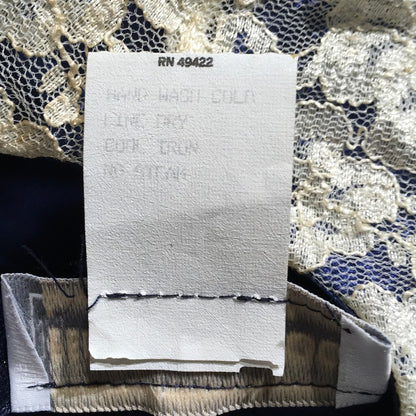 RN 49422
HAND WASH COLD
LINE DRY
COOL IRON
NO STEAM